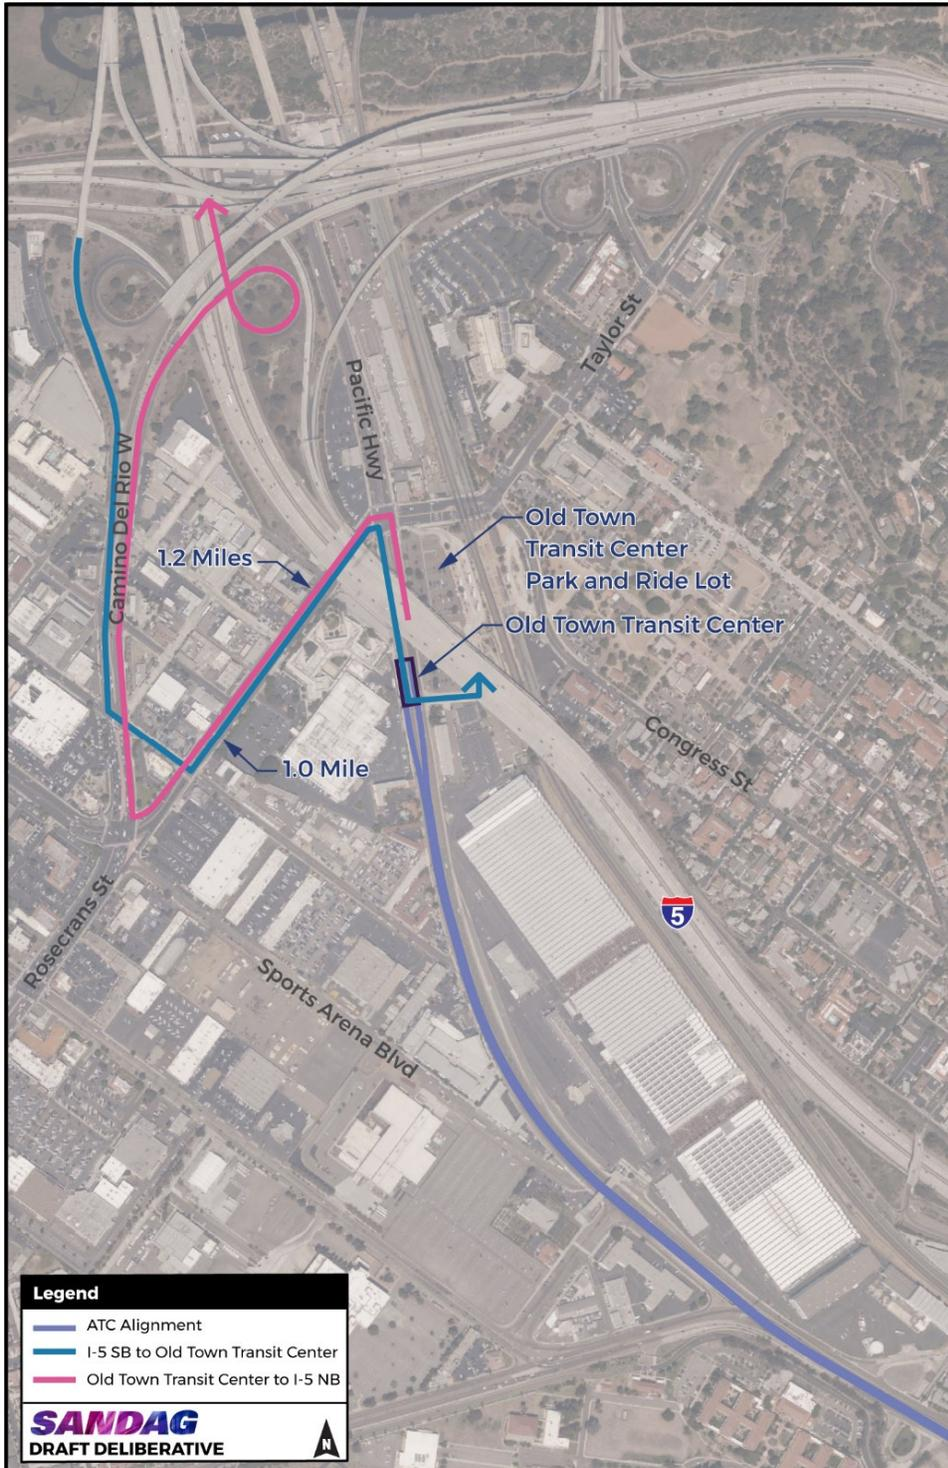 Taylor St
Pacific Hwy
Camino Del Rio W
Old Town
Transit Center
Park and Ride Lot
1.2 Miles
Old Town Transit Center
Congress St
1.0 Mile
Rosecrans St
5
Sports Arena Blvd
Legend
ATC Alignment
I-5 SB to Old Town Transit Center
Old Town Transit Center to I-5 NB
SANDAG
DRAFT DELIBERATIVE
N